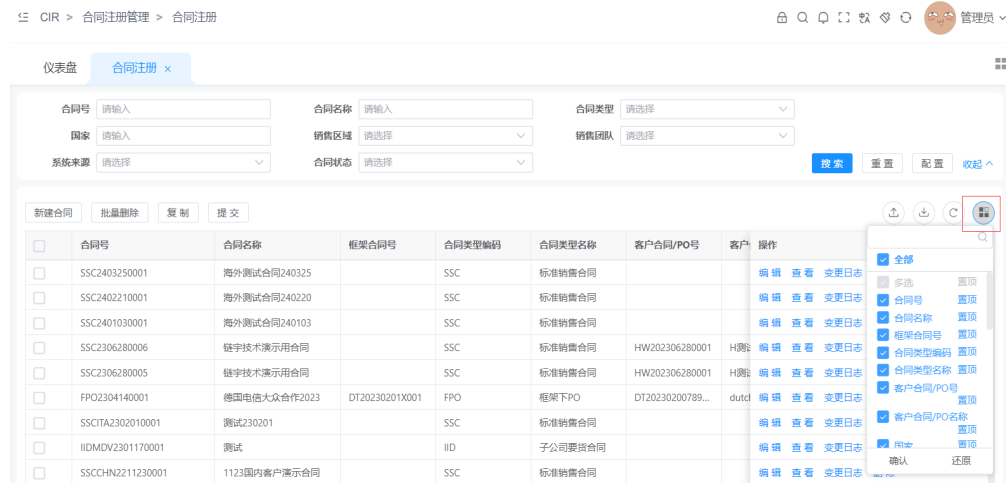 CIR > 合同注册管理 > 合同注册
管理员
仪表盘 合同注册 ×
合同号 请输入 合同名称 请输入 合同类型 请选择
国家 请输入 销售区域 请选择 销售团队 请选择
系统来源 请选择 合同状态 请选择 搜索 重置 配置 收起
新建合同 批量删除 复制 提交
合同号 合同名称 框架合同号 合同类型编码 合同类型名称 客户合同/PO号 客户 操作
SSC2403250001 海外测试合同240325 SSC 标准销售合同 编辑 查看 变更日志
SSC2402210001 海外测试合同240220 SSC 标准销售合同 编辑 查看 变更日志
SSC2401030001 海外测试合同240103 SSC 标准销售合同 编辑 查看 变更日志
SSC2306280006 链宇技术演示用合同 SSC 标准销售合同 HW202306280001 H测 编辑 查看 变更日志
SSC2306280005 链宇技术演示用合同 SSC 标准销售合同 HW202306280001 H测 编辑 查看 变更日志
FPO2304140001 德国电信大众合作2023 DT20230201X001 FPO 框架下PO DT20230200789... dutc 编辑 查看 变更日志
SSCITA2302010001 测试230201 SSC 标准销售合同 编辑 查看 变更日志
IIDMDV2301170001 测试 IID 子公司要货合同 编辑 查看 变更日志
SSCCHN2211230001 1123国内客户演示合同 SSC 标准销售合同 编辑 查看 变更日志
全部
多选 置顶
合同号 置顶
合同名称 置顶
框架合同号 置顶
合同类型编码 置顶
合同类型名称 置顶
客户合同/PO号
置顶
客户合同/PO名称
置顶
国家 置顶
确认 还原